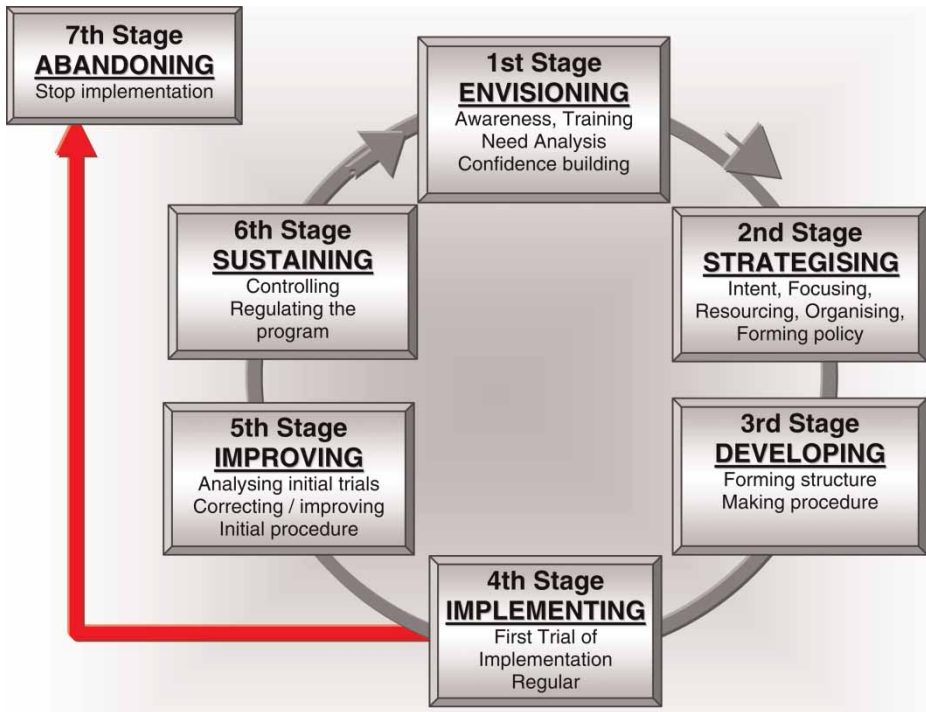 7th Stage
ABANDONING
Stop implementation
1st Stage
ENVISIONING
Awareness, Training
Need Analysis
Confidence building
2nd Stage
STRATEGISING
Intent, Focusing,
Resourcing, Organising,
Forming policy
3rd Stage
DEVELOPING
Forming structure
Making procedure
4th Stage
IMPLEMENTING
First Trial of
Implementation
Regular
5th Stage
IMPROVING
Analysing initial trials
Correcting / improving
Initial procedure
6th Stage
SUSTAINING
Controlling
Regulating the
program